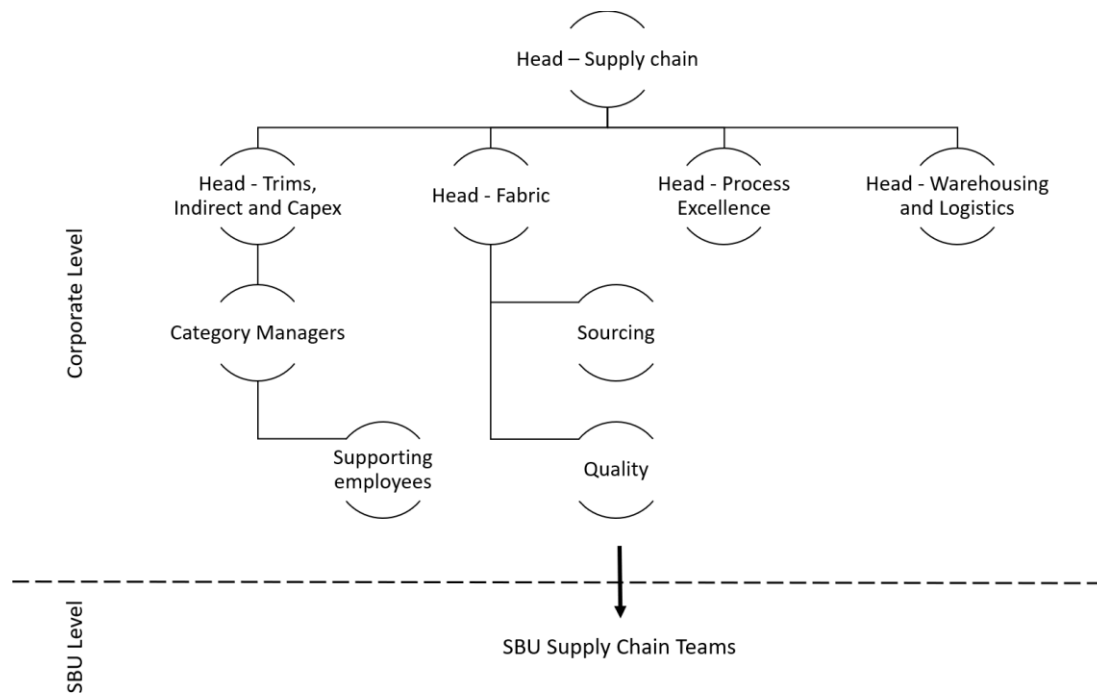 Head – Supply chain
Head - Trims,
Indirect and Capex
Head - Fabric
Head - Process
Excellence
Head - Warehousing
and Logistics
Corporate Level
Category Managers
Sourcing
Supporting
employees
Quality
SBU Level
SBU Supply Chain Teams